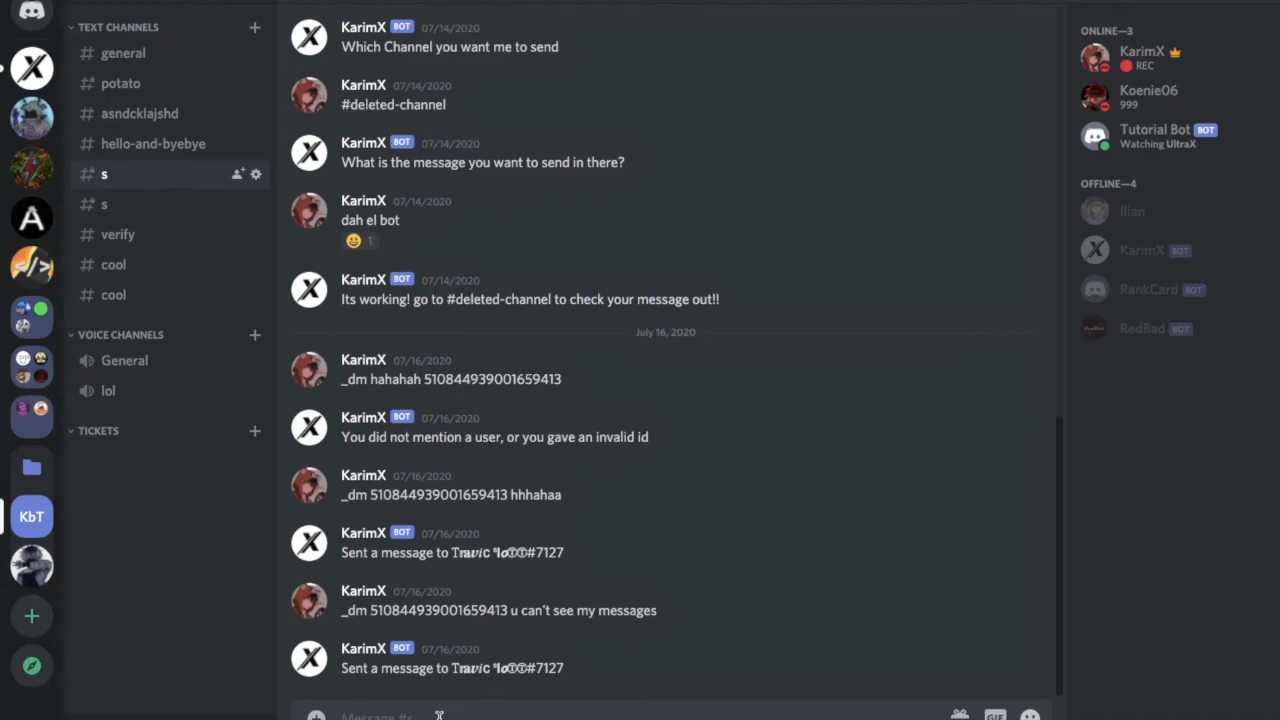 TEXT CHANNELS
general
potato
asndcklajshd
hello-and-byebye
s
s
verify
cool
cool
VOICE CHANNELS
General
lol
TICKETS
KbT
KarimX BOT 07/14/2020
Which Channel you want me to send
KarimX 07/14/2020
#deleted-channel
KarimX BOT 07/14/2020
What is the message you want to send in there?
KarimX 07/14/2020
dah el bot
1
KarimX BOT 07/14/2020
Its working! go to #deleted-channel to check your message out!!
July 16, 2020
KarimX 07/16/2020
_dm hahahah 510844939001659413
KarimX BOT 07/16/2020
You did not mention a user, or you gave an invalid id
KarimX 07/16/2020
_dm 510844939001659413 hhhahaa
KarimX BOT 07/16/2020
Sent a message to #7127
KarimX 07/16/2020
_dm 510844939001659413 u can't see my messages
KarimX BOT 07/16/2020
Sent a message to #7127
Message #s
GIF
ONLINE—3
KarimX
REC
Koenie06
999
Tutorial Bot BOT
Watching UltraX
OFFLINE—4
Ilian
KarimX BOT
RankCard BOT
RedBad BOT